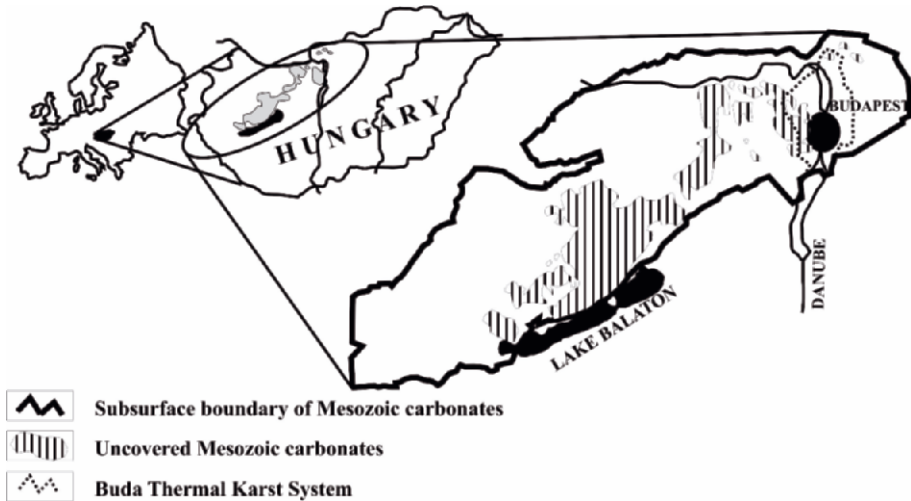 HUNGARY
BUDAPEST
DANUBE
LAKE BALATON
Subsurface boundary of Mesozoic carbonates
Uncovered Mesozoic carbonates
Buda Thermal Karst System